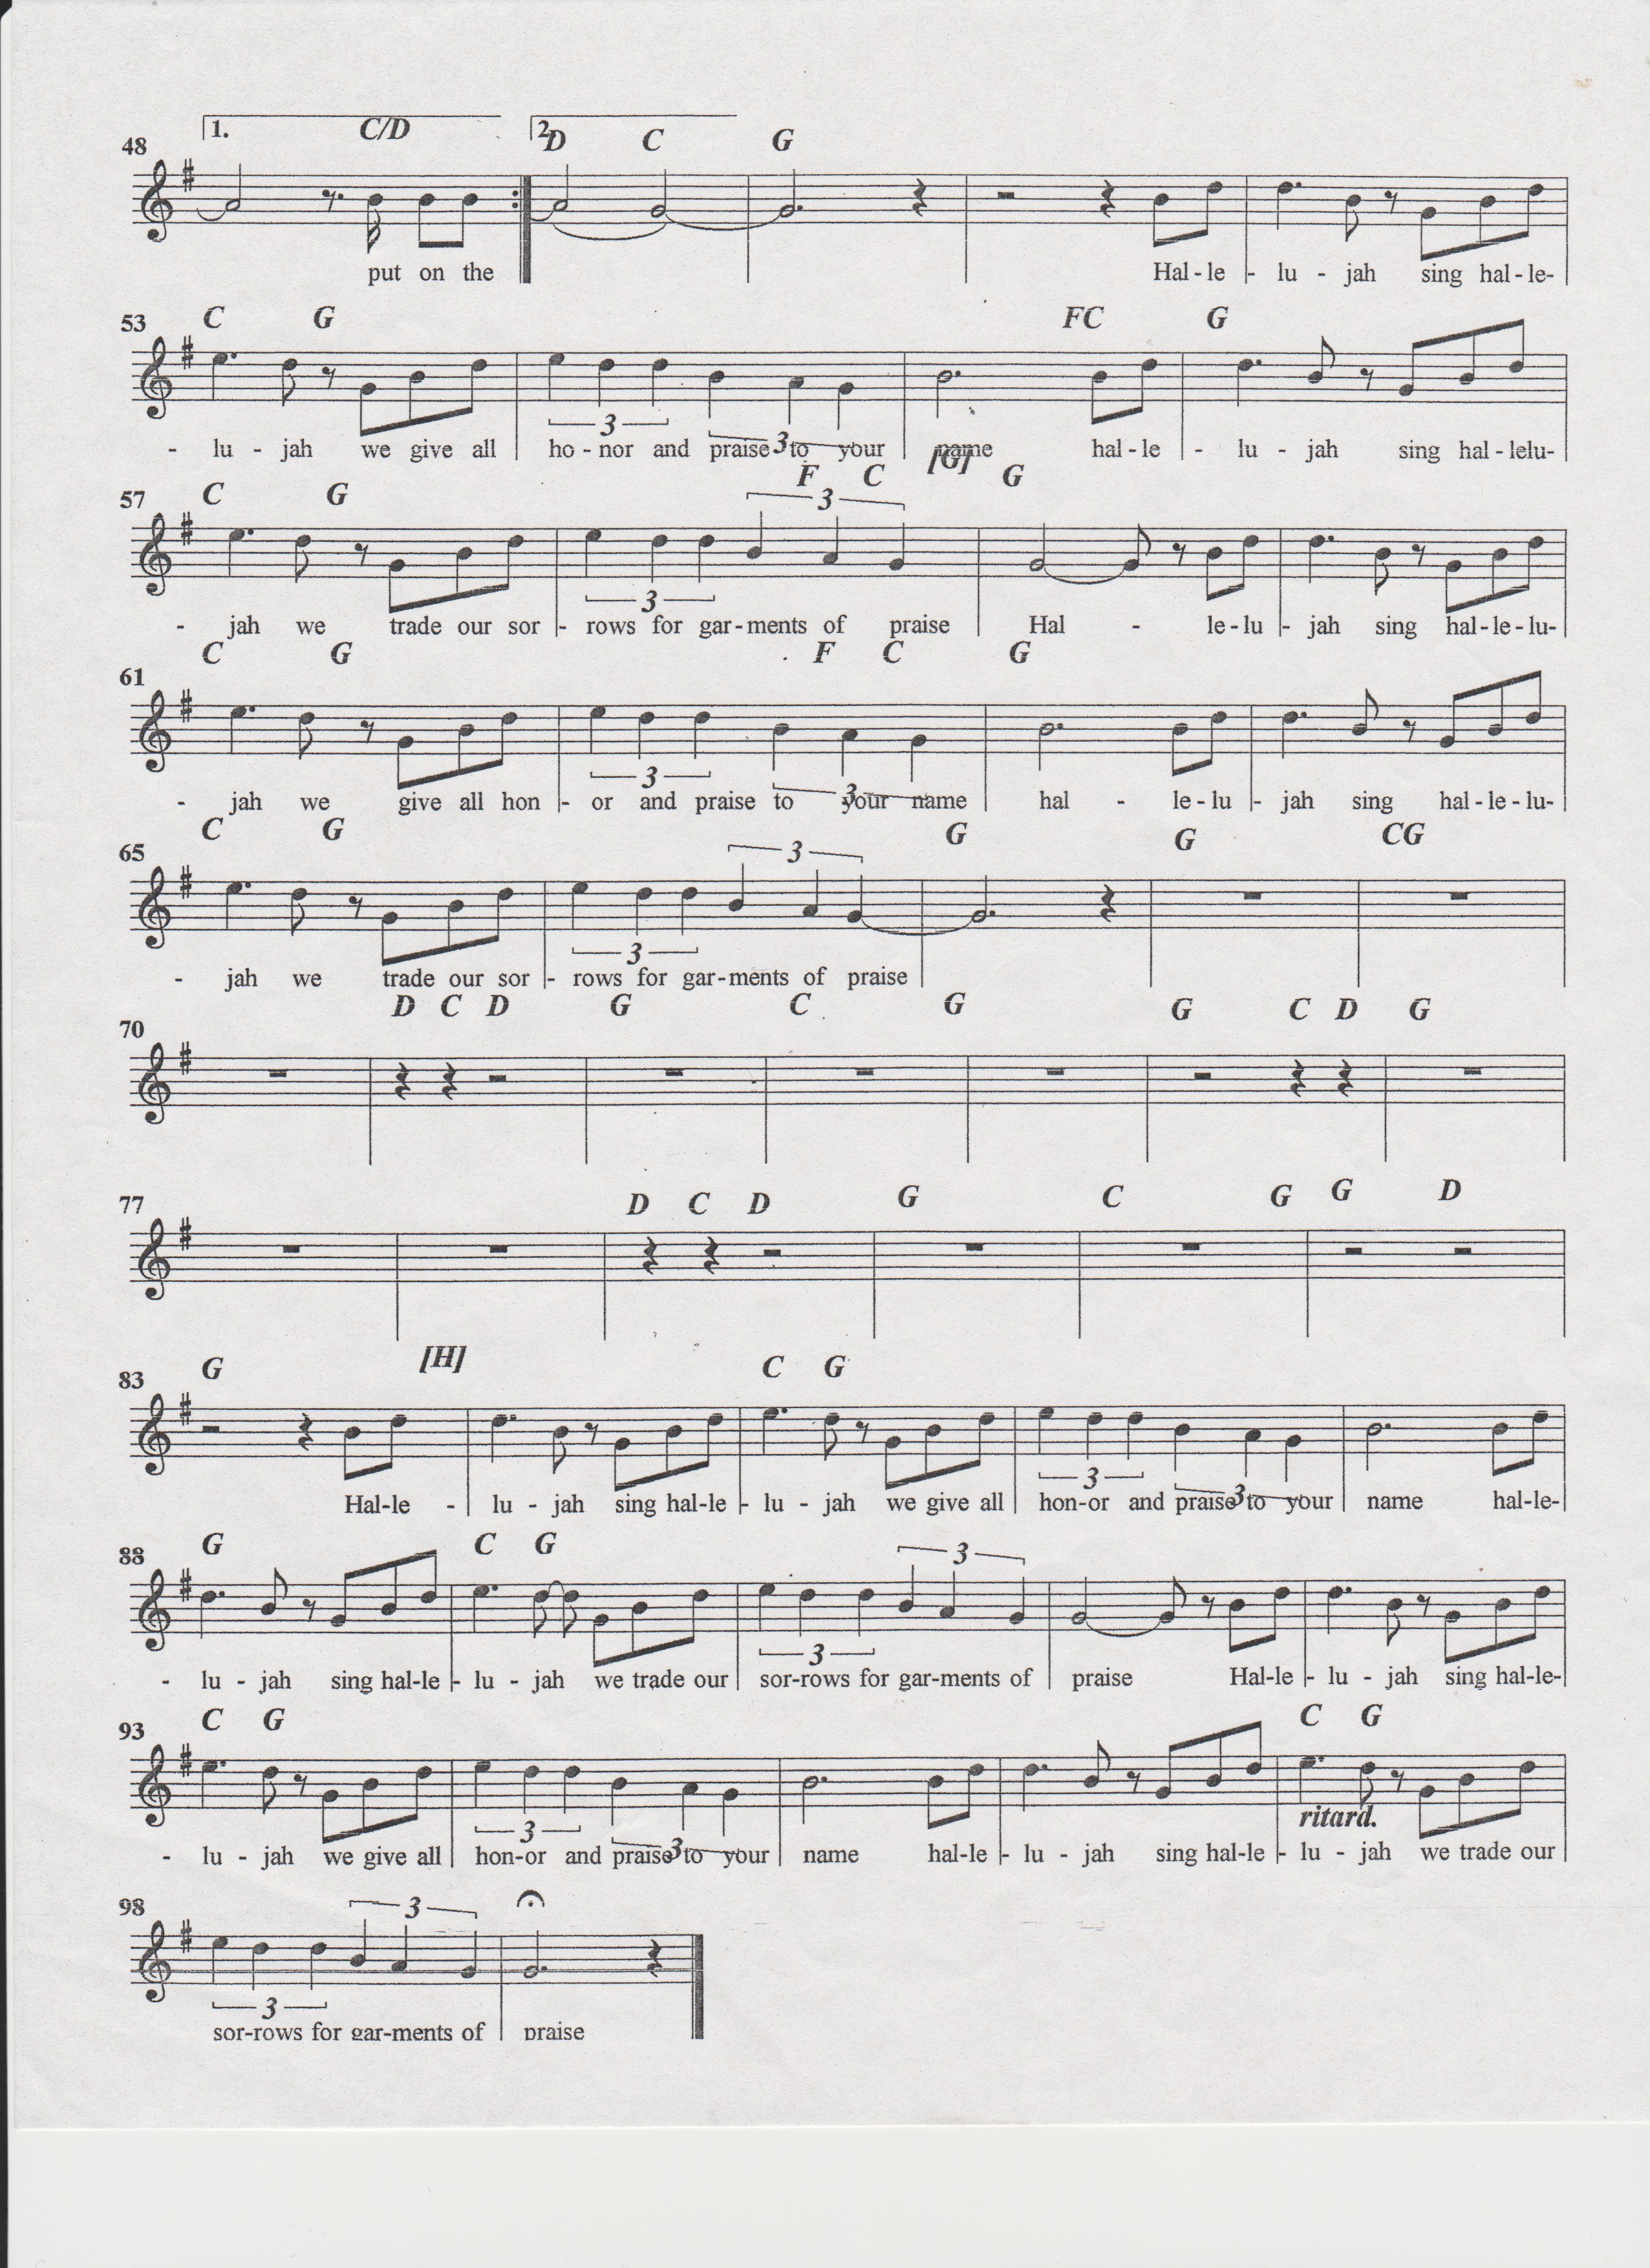 1. C/D 2. D C G
48
put on the Hal - le - lu - jah sing hal - le-
53 C G FC G
- lu - jah we give all ho - nor and praise to your name hal - le - lu - jah sing hal - lelu-
3 3
57 C G F C [G] G
3
3
- jah we trade our sor - rows for gar - ments of praise Hal - le - lu - jah sing hal - le - lu-
61 C G F C G
3 3
- jah we give all hon - or and praise to your name hal - le - lu - jah sing hal - le - lu-
65 C G G G CG
3
3
- jah we trade our sor - rows for gar - ments of praise
70 D C D G C G G C D G
77 D C D G C G G D
83 G [H] C G
3 3
Hal-le - lu - jah sing hal-le - lu - jah we give all hon-or and praise to your name hal-le-
88 G C G
3
3
- lu - jah sing hal-le - lu - jah we trade our sor-rows for gar-ments of praise Hal-le - lu - jah sing hal-le-
93 C G C G
ritard.
3 3
- lu - jah we give all hon-or and praise to your name hal-le - lu - jah sing hal-le - lu - jah we trade our
98
3
3
sor-rows for gar-ments of praise